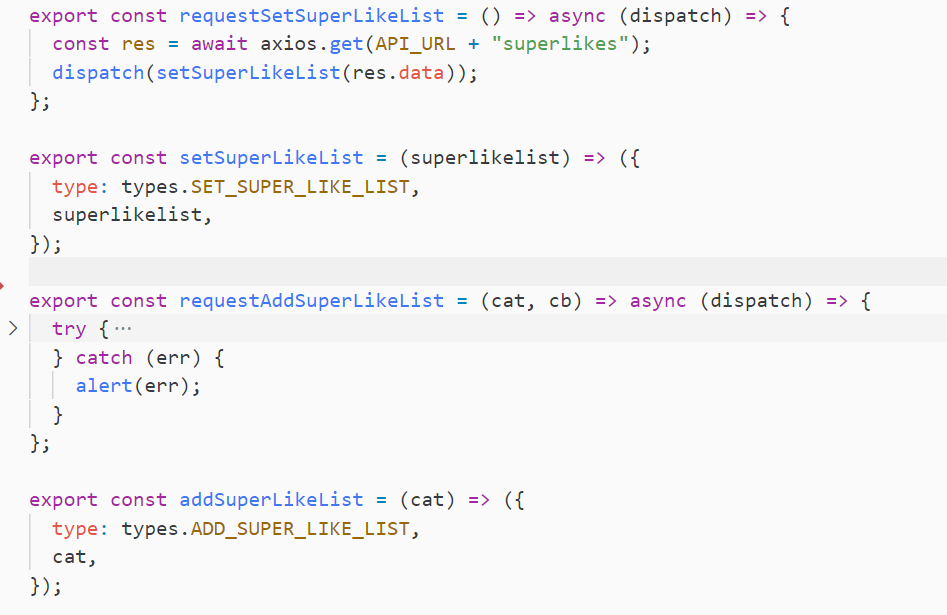 export const requestSetSuperLikeList = () => async (dispatch) => {
  const res = await axios.get(API_URL + "superlikes");
  dispatch(setSuperLikeList(res.data));
};

export const setSuperLikeList = (superlikelist) => ({
  type: types.SET_SUPER_LIKE_LIST,
  superlikelist,
});

export const requestAddSuperLikeList = (cat, cb) => async (dispatch) => {
  try {···
  } catch (err) {
    alert(err);
  }
};

export const addSuperLikeList = (cat) => ({
  type: types.ADD_SUPER_LIKE_LIST,
  cat,
});